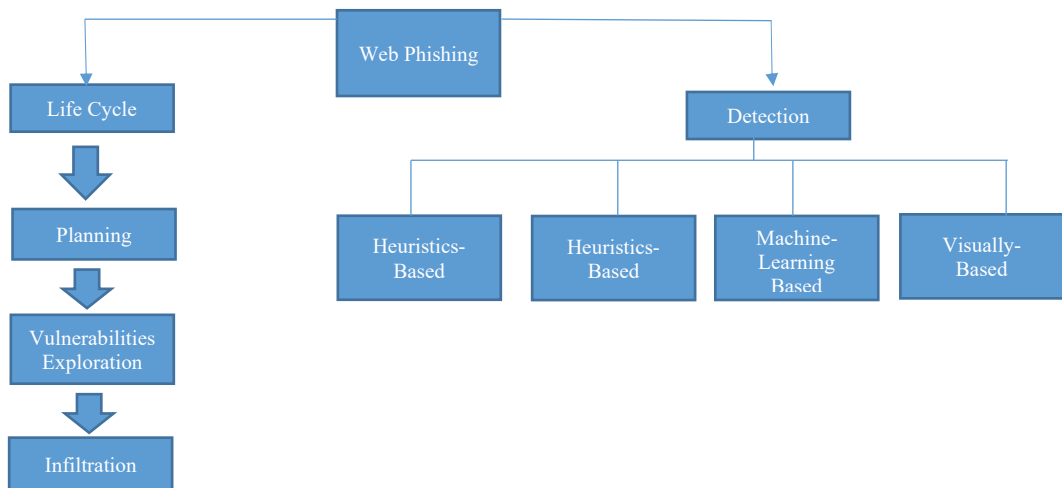 Web Phishing
Life Cycle
Detection
Planning
Heuristics-
Based
Heuristics-
Based
Machine-
Learning
Based
Visually-
Based
Vulnerabilities
Exploration
Infiltration